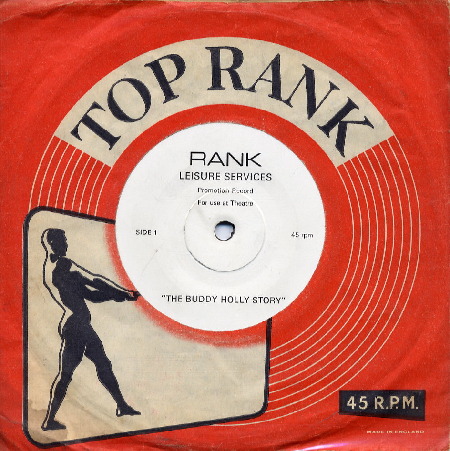 TOP RANK
RANK
LEISURE SERVICES
Promotion Record
For use at Theatre
SIDE 1
45 rpm
"THE BUDDY HOLLY STORY"
45 R.P.M.
MADE IN ENGLAND